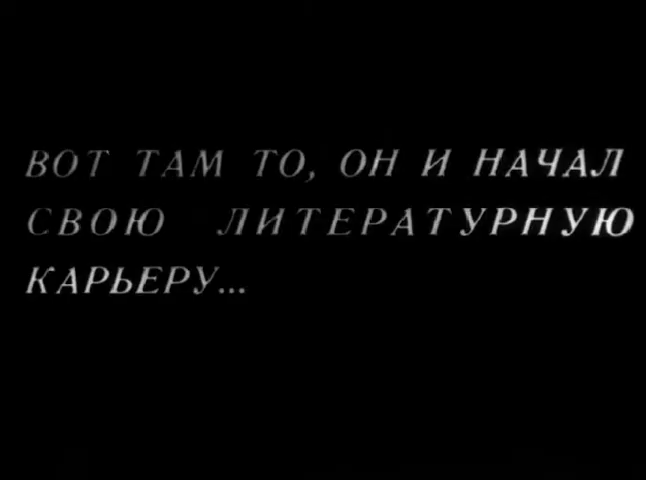 ВОТ ТАМ ТО, ОН И НАЧАЛ
СВОЮ ЛИТЕРАТУРНУЮ
КАРЬЕРУ...